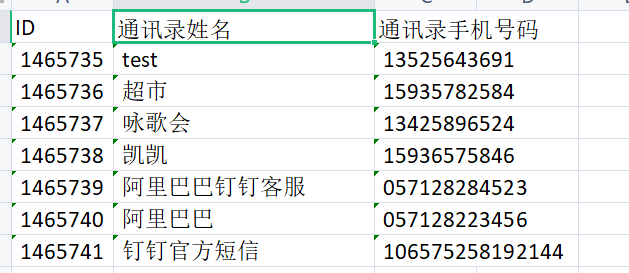 ID 通讯录姓名 通讯录手机号码
1465735 test 13525643691
1465736 超市 15935782584
1465737 咏歌会 13425896524
1465738 凯凯 15936575846
1465739 阿里巴巴钉钉客服 057128284523
1465740 阿里巴巴 057128223456
1465741 钉钉官方短信 106575258192144